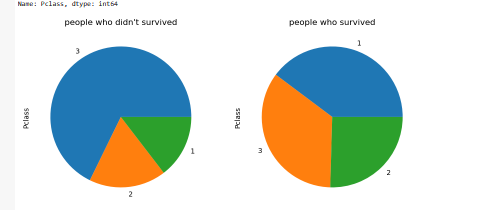 Name: Pclass, dtype: int64
people who didn't survived
people who survived
3
1
Pclass
Pclass
3
1
2
2